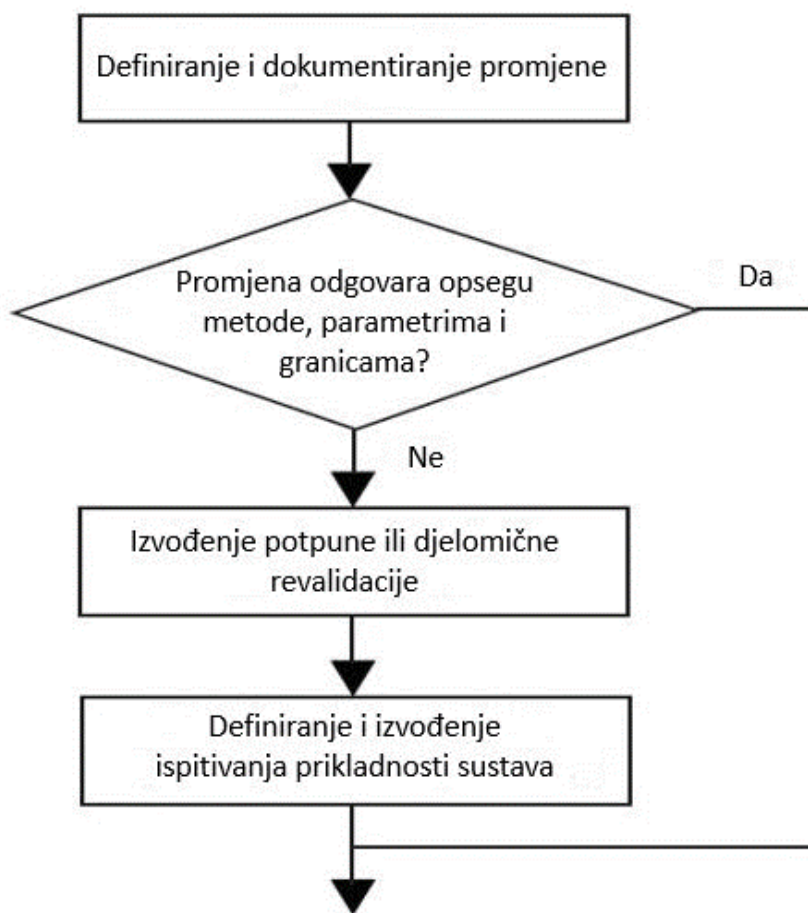 Definiranje i dokumentiranje promjene
Promjena odgovara opsegu
metode, parametrima i
granicama?
Da
Ne
Izvođenje potpune ili djelomične
revalidacije
Definiranje i izvođenje
ispitivanja prikladnosti sustava